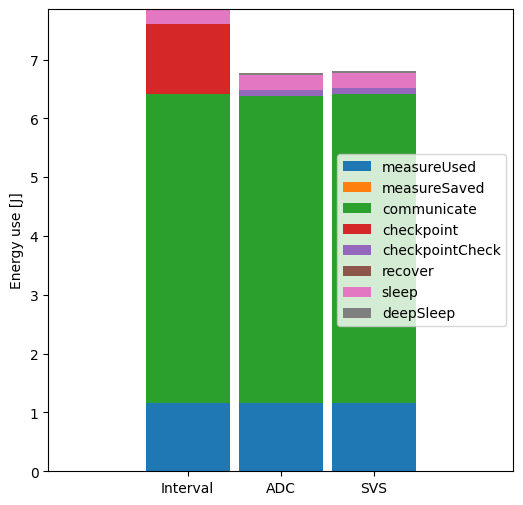 Energy use [J]
7
6
5
4
3
2
1
0
measureUsed
measureSaved
communicate
checkpoint
checkpointCheck
recover
sleep
deepSleep
Interval ADC SVS